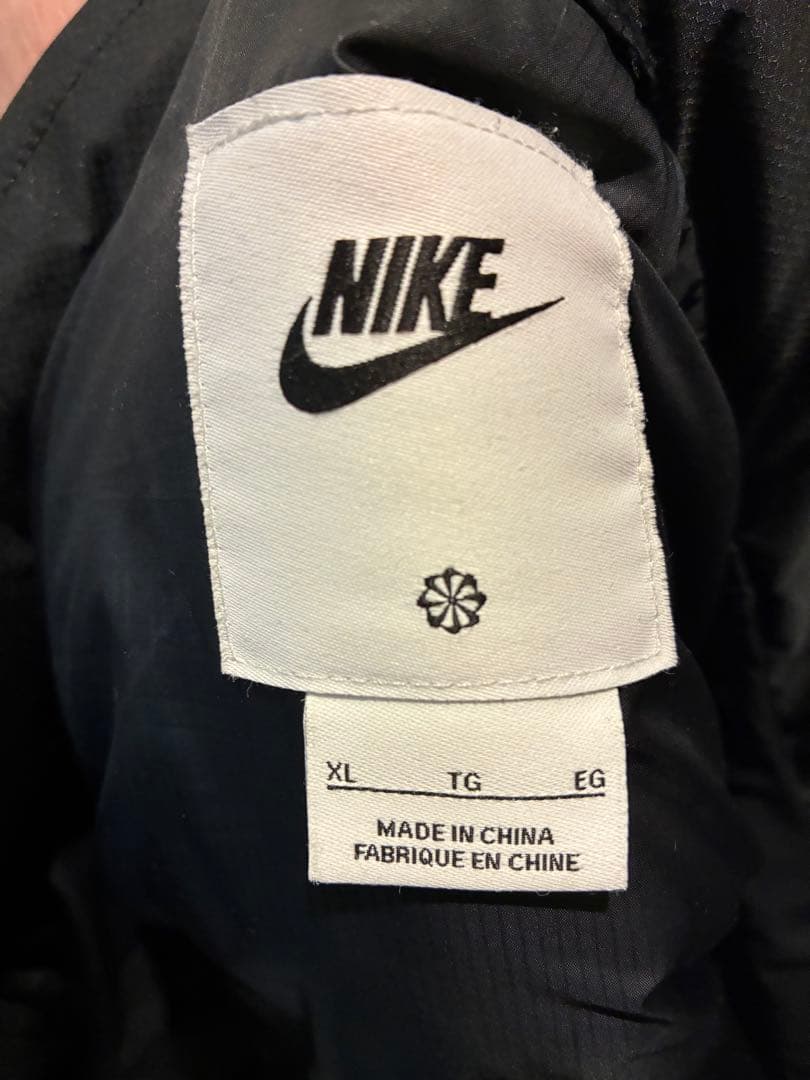 NIKE
XL TG EG
MADE IN CHINA
FABRIQUE EN CHINE